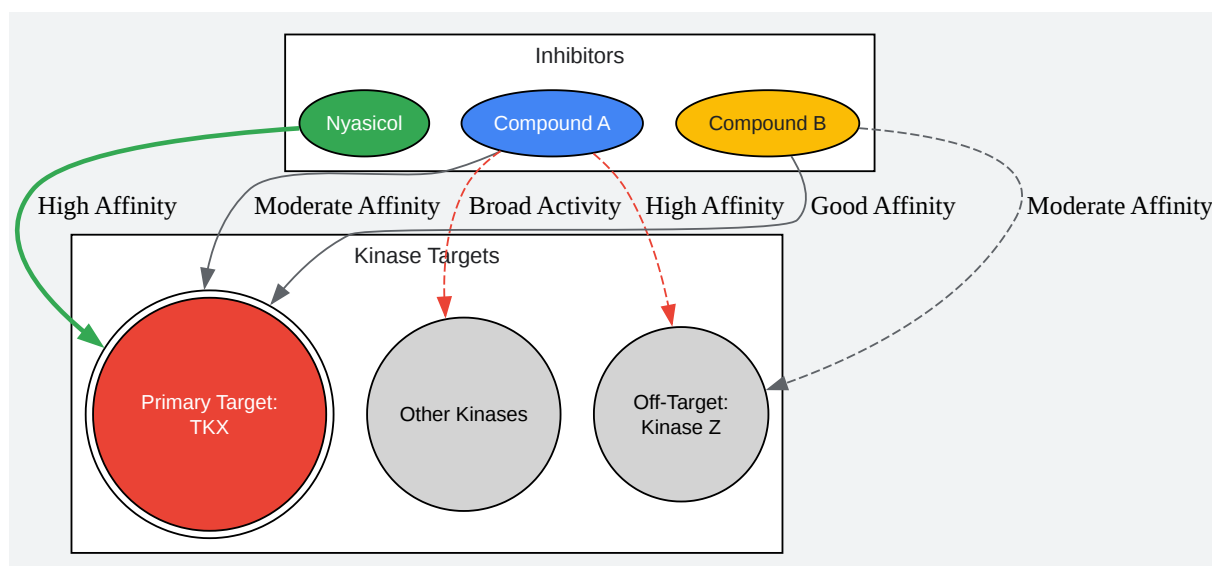 Inhibitors
Nyasicol
Compound A
Compound B
High Affinity
Moderate Affinity
Broad Activity
High Affinity
Good Affinity
Moderate Affinity
Kinase Targets
Primary Target:
TKX
Other Kinases
Off-Target:
Kinase Z